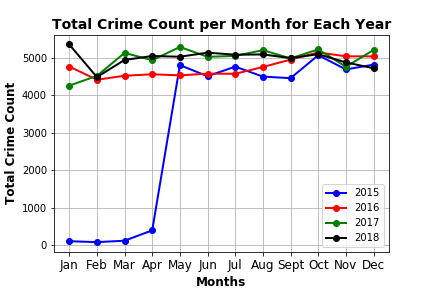 Total Crime Count per Month for Each Year
Total Crime Count
5000
4000
3000
2000
1000
0
2015
2016
2017
2018
Jan Feb Mar Apr May Jun Jul Aug Sept Oct Nov Dec
Months